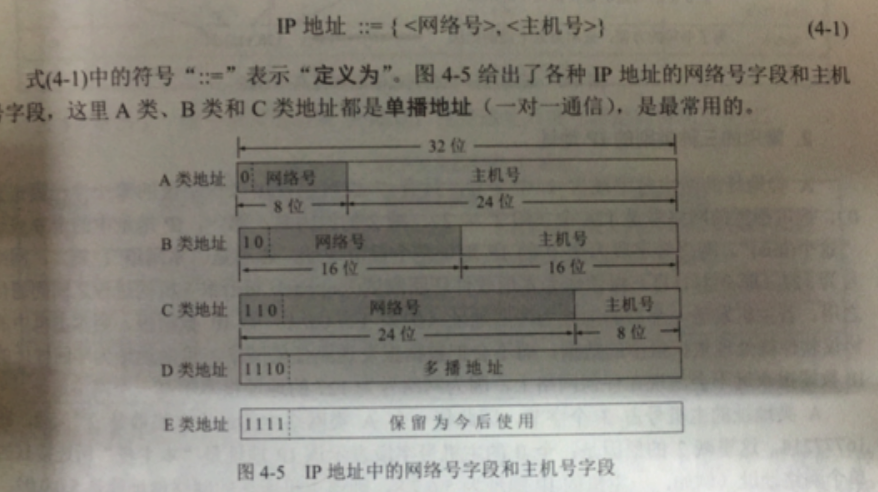 IP 地址 ::= { <网络号>, <主机号>} (4-1)
式(4-1)中的符号“::=”表示“定义为”。图 4-5 给出了各种 IP 地址的网络号字段和主机
号字段，这里 A 类、B 类和 C 类地址都是单播地址（一对一通信），是最常用的。
32 位
A 类地址 0 网络号 主机号
8 位 24 位
B 类地址 10 网络号 主机号
16 位 16 位
C 类地址 110 网络号 主机号
24 位 8 位
D 类地址 1110 多播地址
E 类地址 1111 保留为今后使用
图 4-5 IP 地址中的网络号字段和主机号字段